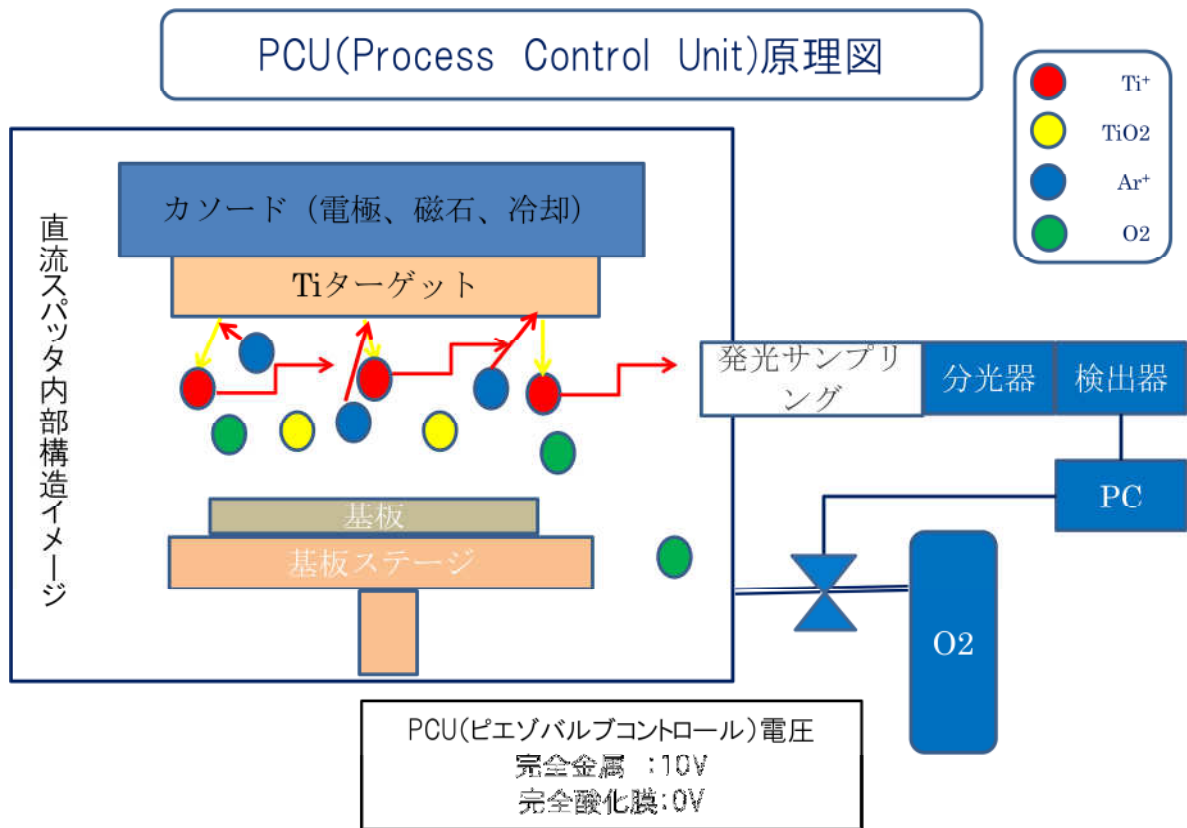 PCU(Process Control Unit)原理図
Ti⁺
TiO2
Ar⁺
O2
直流スパッタ内部構造イメージ
カソード（電極、磁石、冷却）
Tiターゲット
発光サンプリ
ング
分光器
検出器
PC
基板
基板ステージ
O2
PCU(ピエゾバルブコントロール)電圧
完全金属 :10V
完全酸化膜:0V